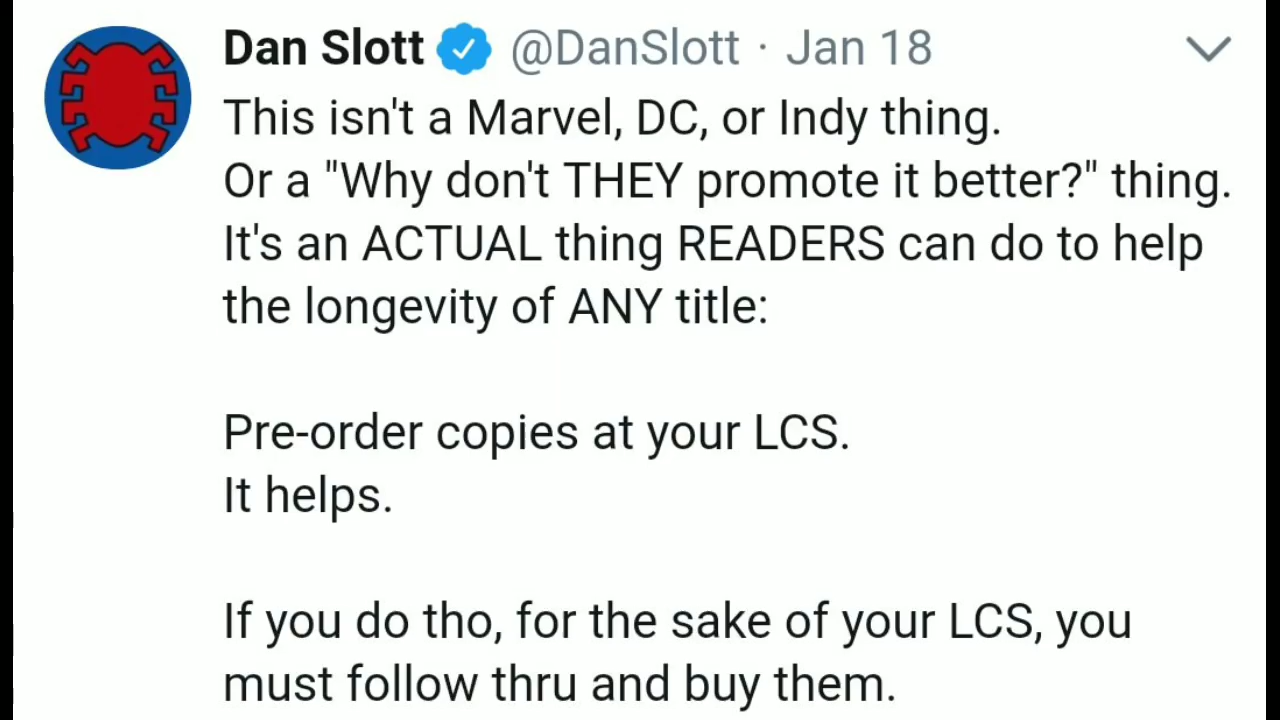 Dan Slott @DanSlott · Jan 18
This isn't a Marvel, DC, or Indy thing.
Or a "Why don't THEY promote it better?" thing.
It's an ACTUAL thing READERS can do to help
the longevity of ANY title:
Pre-order copies at your LCS.
It helps.
If you do tho, for the sake of your LCS, you
must follow thru and buy them.